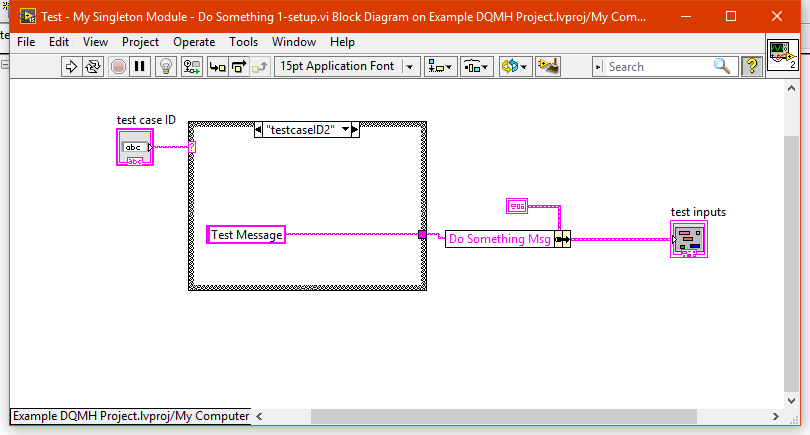 Test - My Singleton Module - Do Something 1-setup.vi Block Diagram on Example DQMH Project.lvproj/My Com...
File Edit View Project Operate Tools Window Help
15pt Application Font
Search
?
2
test case ID
abc
abc
"testcaseID2"
?
Test Message
Do Something Msg
test inputs
Example DQMH Project.lvproj/My Computer